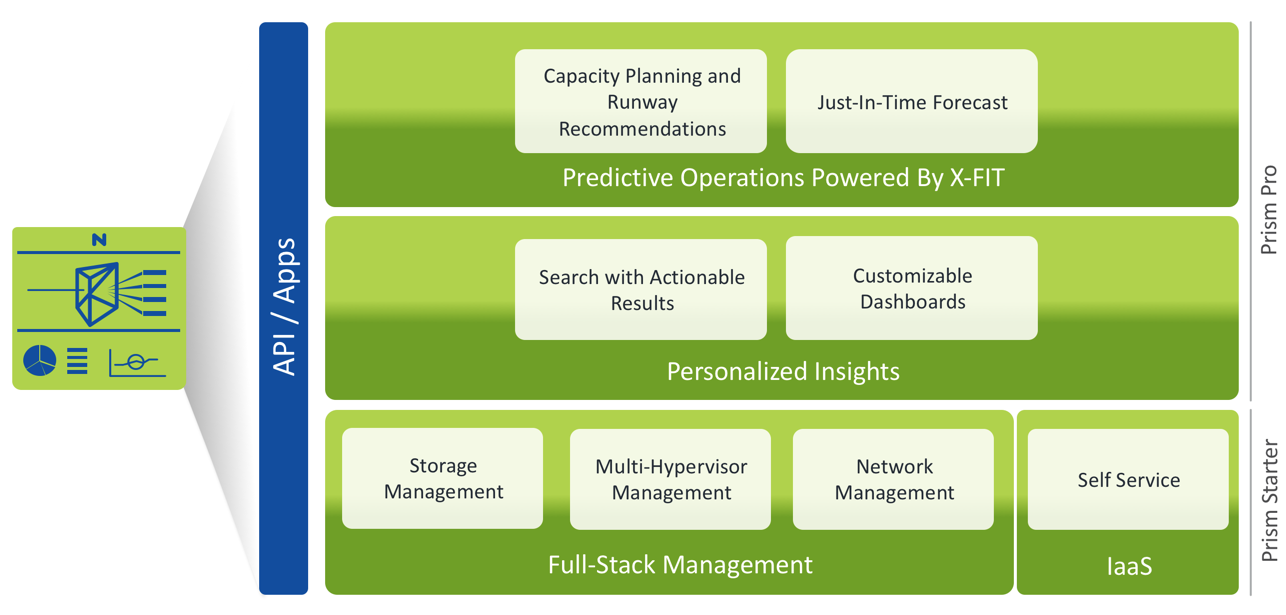 API / Apps
Capacity Planning and
Runway
Recommendations
Just-In-Time Forecast
Predictive Operations Powered By X-FIT
Search with Actionable
Results
Customizable
Dashboards
Personalized Insights
Prism Pro
Storage
Management
Multi-Hypervisor
Management
Network
Management
Full-Stack Management
Self Service
IaaS
Prism Starter